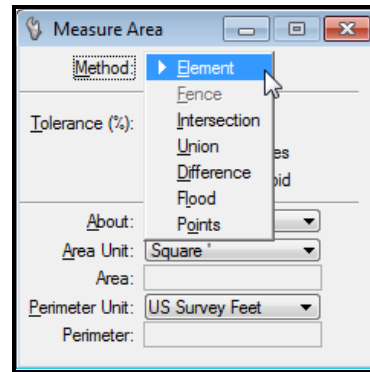 Measure Area
Method: Element
Fence
Tolerance (%): Intersection
Union es
Difference oid
Flood
About: Points
Area Unit: Square '
Area:
Perimeter Unit: US Survey Feet
Perimeter: